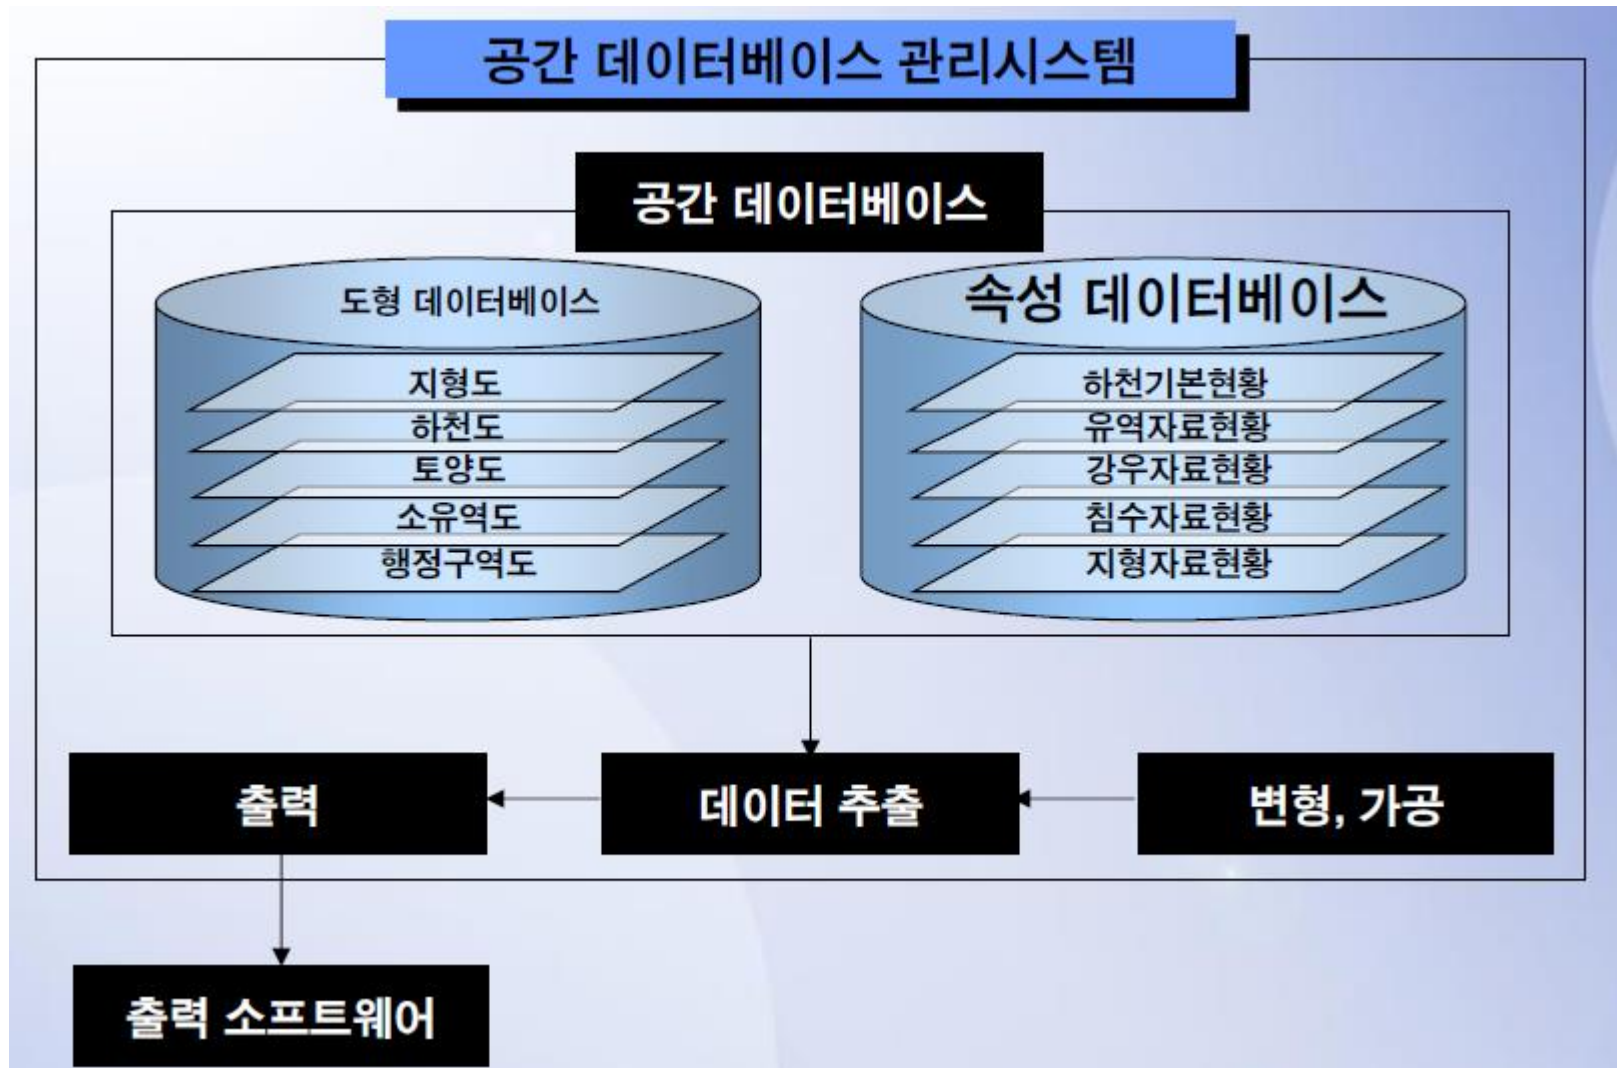 공간 데이터베이스 관리시스템
공간 데이터베이스
도형 데이터베이스
지형도
하천도
토양도
소유역도
행정구역도
속성 데이터베이스
하천기본현황
유역자료현황
강우자료현황
침수자료현황
지형자료현황
출력
데이터 추출
변형, 가공
출력 소프트웨어